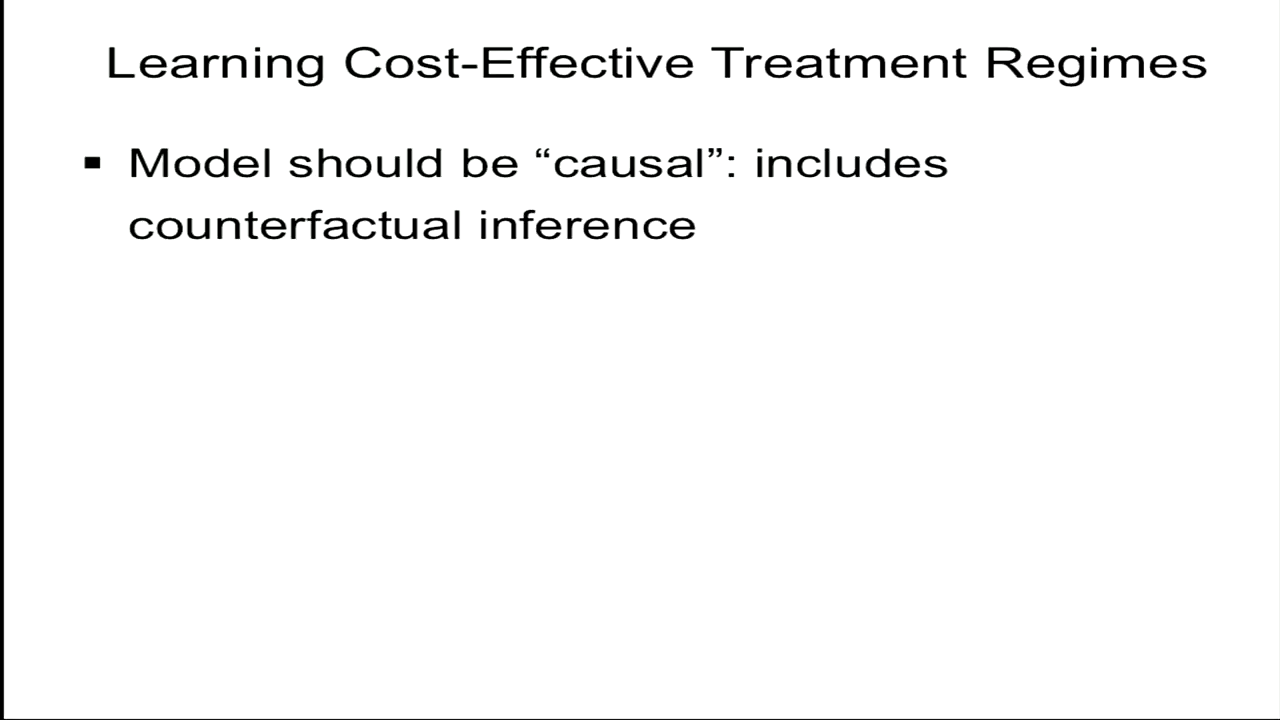 Learning Cost-Effective Treatment Regimes
▪ Model should be “causal”: includes
counterfactual inference